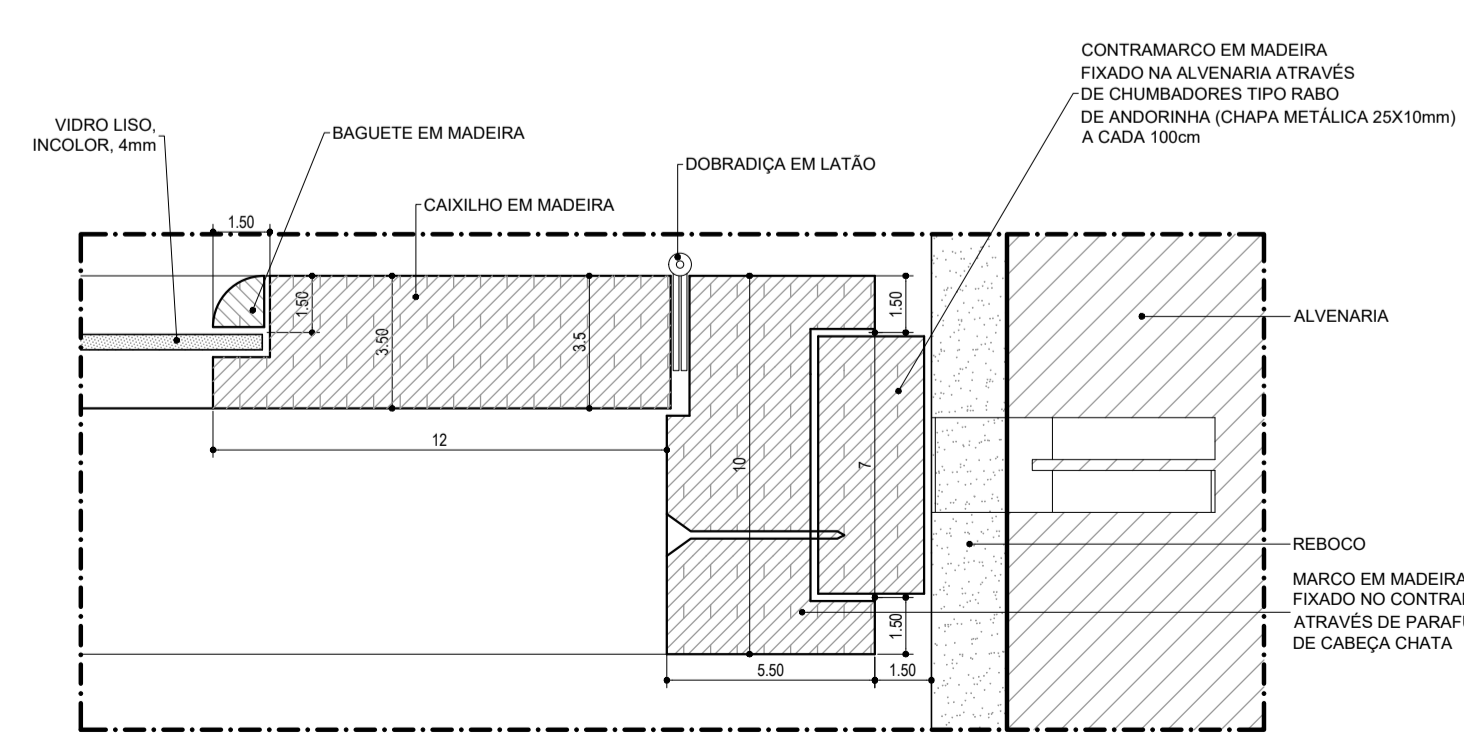 CONTRAMARCO EM MADEIRA
FIXADO NA ALVENARIA ATRAVÉS
DE CHUMBADORES TIPO RABO
DE ANDORINHA (CHAPA METÁLICA 25X10mm)
A CADA 100cm
VIDRO LISO,
INCOLOR, 4mm
BAGUETE EM MADEIRA
DOBRADIÇA EM LATÃO
CAIXILHO EM MADEIRA
1.50
1.50
3.50
3.5
1.50
ALVENARIA
12
10
7
REBOCO
MARCO EM MADEIRA
FIXADO NO
ATRAVÉS DE
DE CABEÇA CHATA
1.50
5.50
1.50